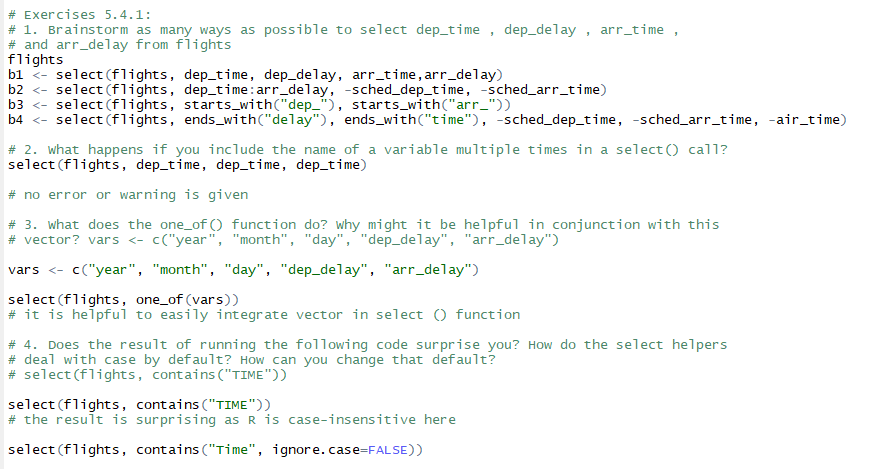 # Exercises 5.4.1:
# 1. Brainstorm as many ways as possible to select dep_time , dep_delay , arr_time ,
# and arr_delay from flights
flights
b1 <- select(flights, dep_time, dep_delay, arr_time,arr_delay)
b2 <- select(flights, dep_time:arr_delay, -sched_dep_time, -sched_arr_time)
b3 <- select(flights, starts_with("dep_"), starts_with("arr_"))
b4 <- select(flights, ends_with("delay"), ends_with("time"), -sched_dep_time, -sched_arr_time, -air_time)
# 2. What happens if you include the name of a variable multiple times in a select() call?
select(flights, dep_time, dep_time, dep_time)
# no error or warning is given
# 3. What does the one_of() function do? Why might it be helpful in conjunction with this
# vector? vars <- c("year", "month", "day", "dep_delay", "arr_delay")
vars <- c("year", "month", "day", "dep_delay", "arr_delay")
select(flights, one_of(vars))
# it is helpful to easily integrate vector in select () function
# 4. Does the result of running the following code surprise you? How do the select helpers
# deal with case by default? How can you change that default?
# select(flights, contains("TIME"))
select(flights, contains("TIME"))
# the result is surprising as R is case-insensitive here
select(flights, contains("Time", ignore.case=FALSE))